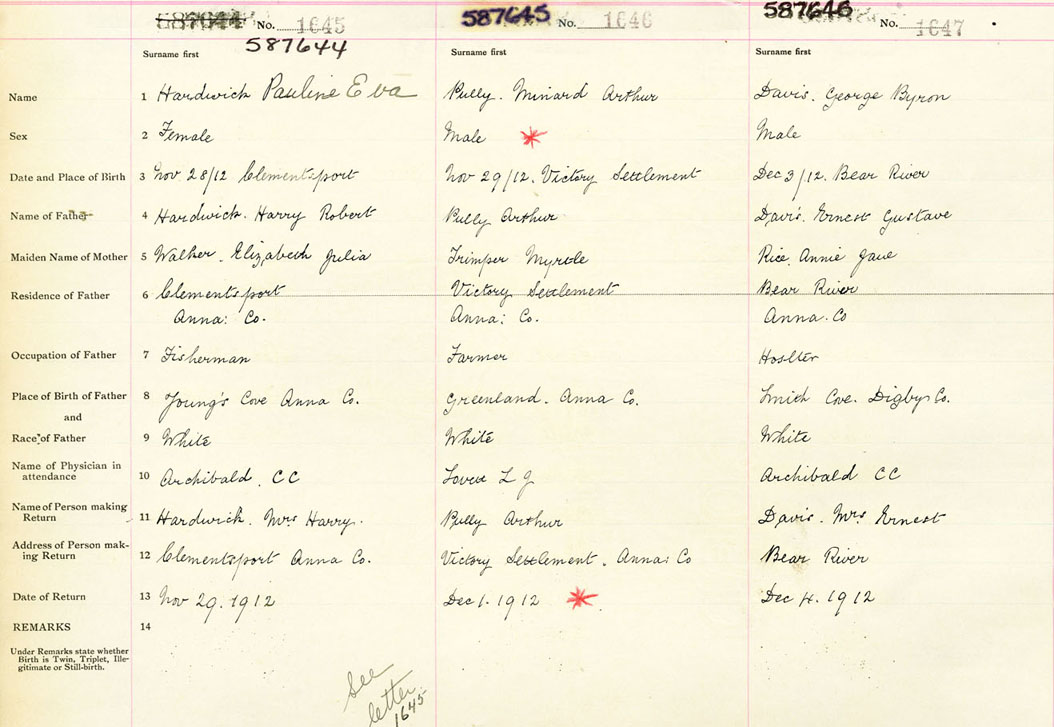 587644 No. 1645 587645 No. 1646 587646 No. 1647
587644
Surname first Surname first Surname first
Name 1 Hardwick Pauline Eva Pully. Minard Arthur Davis. George Byron
Sex 2 Female Male Male
Date and Place of Birth 3 Nov 28/12 Clementsport Nov 29/12. Victory Settlement Dec 3/12. Bear River
Name of Father 4 Hardwick. Harry Robert Pully Arthur Davis. Ernest Gustave
Maiden Name of Mother 5 Walker. Elizabeth Julia Trimper Myrtle Rice. Annie Jane
Residence of Father 6 Clementsport Victory Settlement Bear River
Anna: Co. Anna: Co. Anna. Co
Occupation of Father 7 Fisherman Farmer Hoslter
Place of Birth of Father 8 Young's Cove Anna Co. Greenland. Anna Co. Smith Cove. Digby Co.
and
Race of Father 9 White White White
Name of Physician in
attendance 10 Archibald. CC Lovett L J Archibald CC
Name of Person making
Return 11 Hardwick. Mrs Harry. Pully Arthur Davis. Mrs Ernest
Address of Person mak-
ing Return 12 Clementsport Anna Co. Victory Settlement. Anna: Co Bear River
Date of Return 13 Nov 29. 1912 Dec 1. 1912 Dec 4. 1912
REMARKS 14
Under Remarks state whether
Birth is Twin, Triplet, Ille-
gitimate or Still-birth.
See
letter
1645